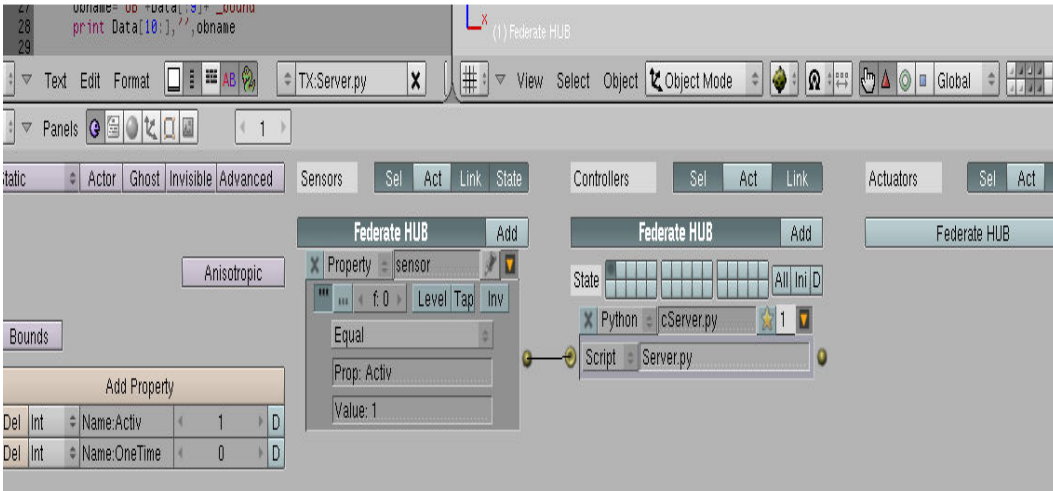 27 obname="OB"+Data[:9]+"_bound"
28 print Data[10:],"",obname
29
(1) Federate HUB
x
Text Edit Format AB TX:Server.py X View Select Object Object Mode Global
Panels 1
Static Actor Ghost Invisible Advanced Sensors Sel Act Link State Controllers Sel Act Link Actuators Sel Act
Federate HUB Add Federate HUB Add Federate HUB
X Property sensor
Anisotropic State All Ini D
f: 0 Level Tap Inv
X Python cServer.py 1
Bounds Equal
Script Server.py
Prop: Activ
Add Property
Value: 1
Del Int Name:Activ 1 D
Del Int Name:OneTime 0 D